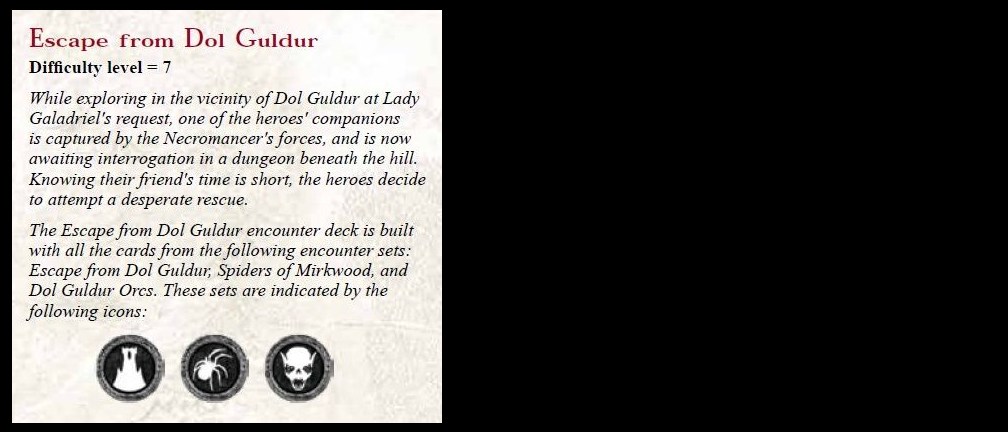 Escape from Dol Guldur
Difficulty level = 7
While exploring in the vicinity of Dol Guldur at Lady
Galadriel's request, one of the heroes' companions
is captured by the Necromancer's forces, and is now
awaiting interrogation in a dungeon beneath the hill.
Knowing their friend's time is short, the heroes decide
to attempt a desperate rescue.
The Escape from Dol Guldur encounter deck is built
with all the cards from the following encounter sets:
Escape from Dol Guldur, Spiders of Mirkwood, and
Dol Guldur Orcs. These sets are indicated by the
following icons: